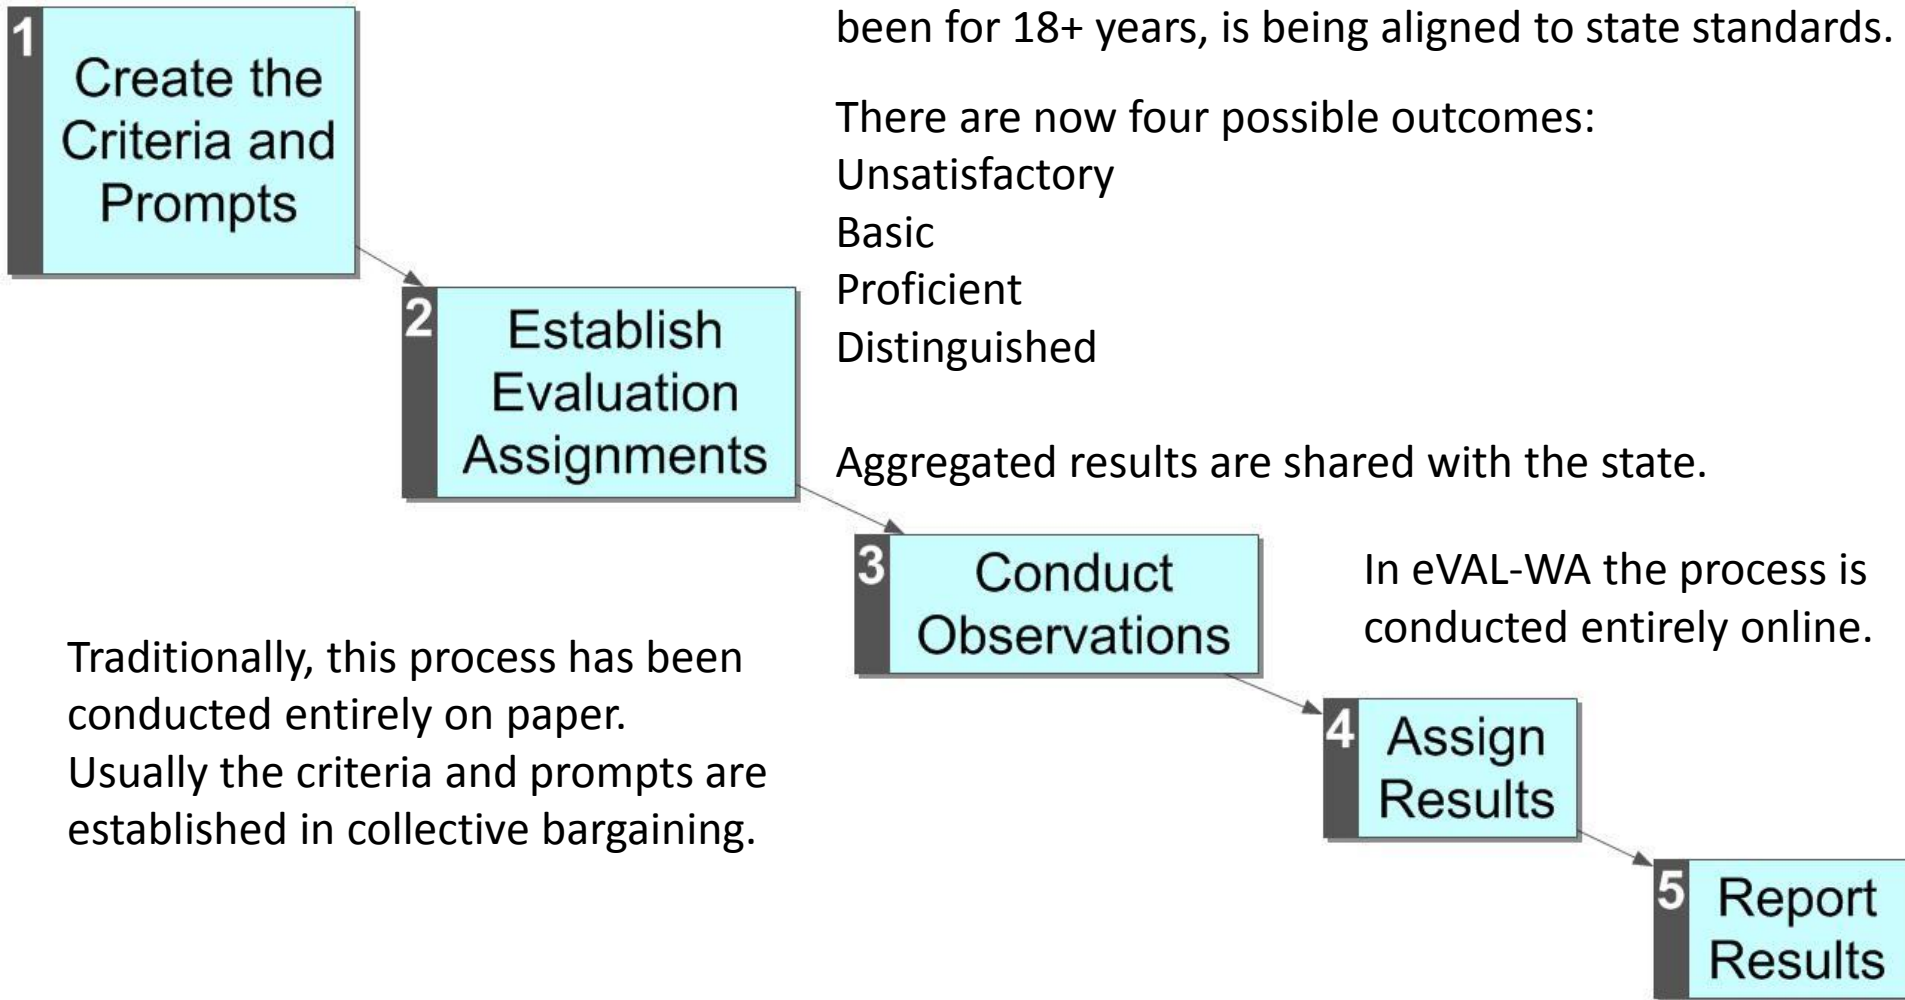 1
Create the
Criteria and
Prompts
been for 18+ years, is being aligned to state standards.
There are now four possible outcomes:
Unsatisfactory
Basic
Proficient
Distinguished
2
Establish
Evaluation
Assignments
Aggregated results are shared with the state.
3
Conduct
Observations
In eVAL-WA the process is
conducted entirely online.
Traditionally, this process has been
conducted entirely on paper.
Usually the criteria and prompts are
established in collective bargaining.
4
Assign
Results
5
Report
Results